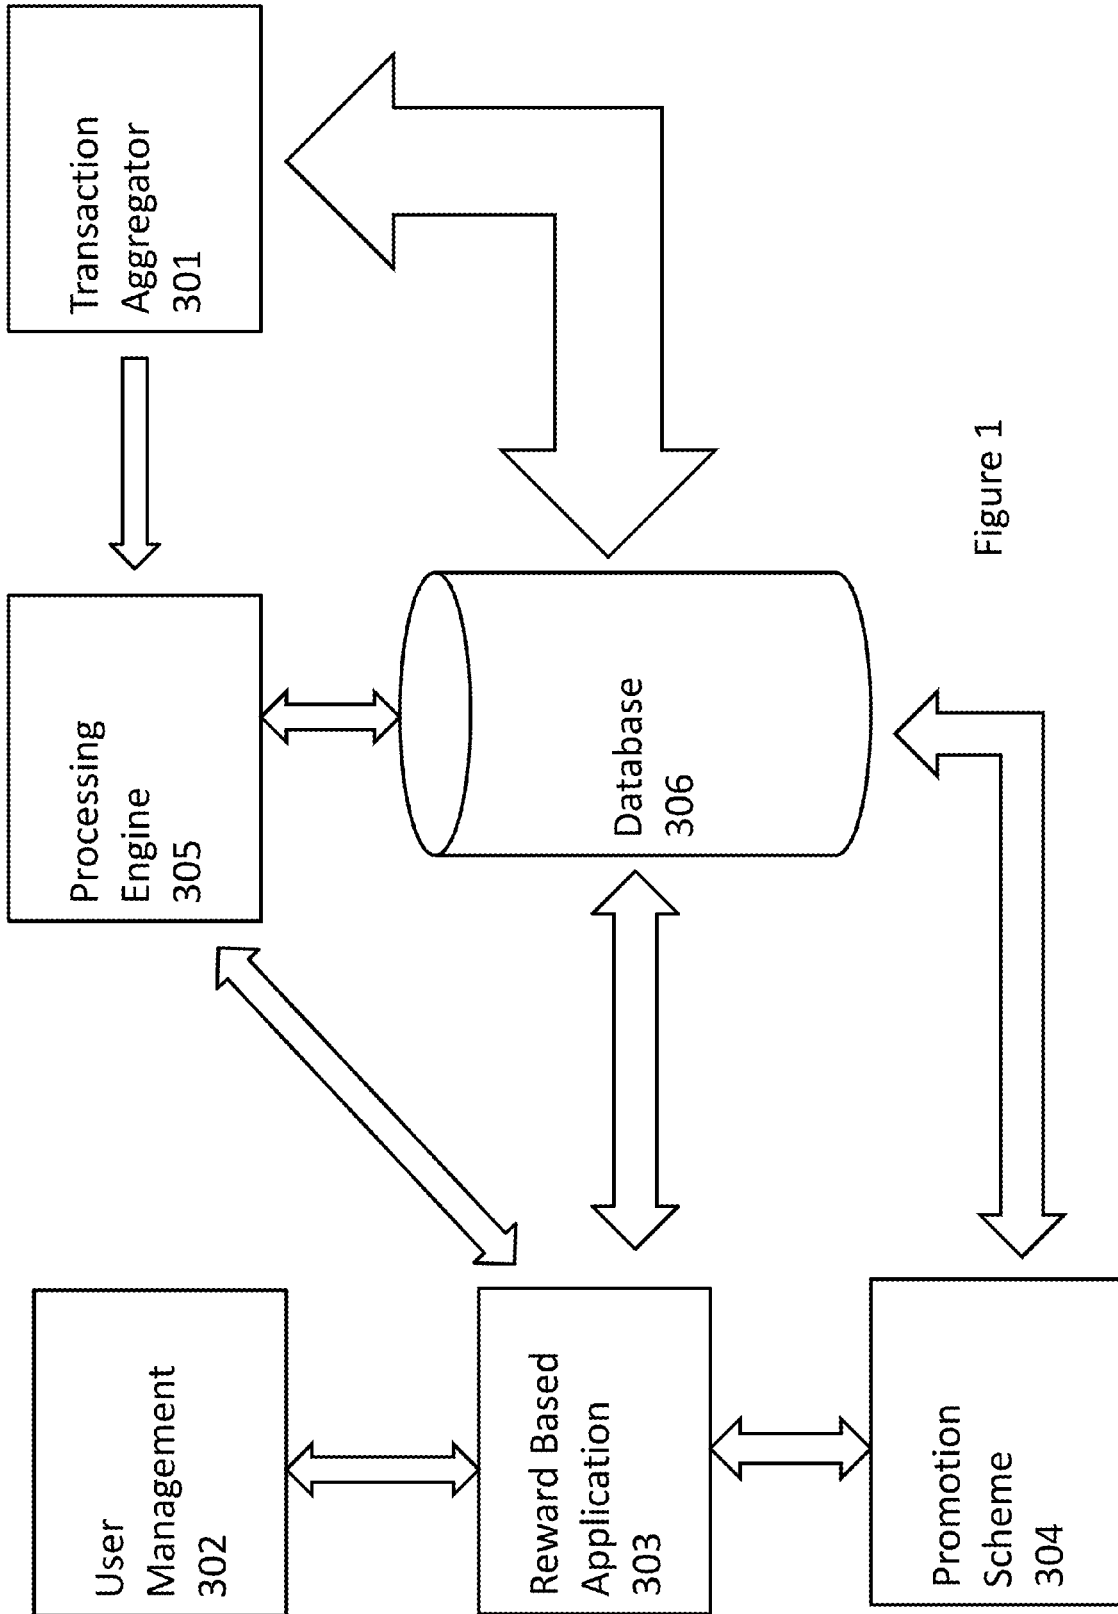 User
Management
302
Reward Based
Application
303
Promotion
Scheme
304
Processing
Engine
305
Database
306
Transaction
Aggregator
301
Figure 1